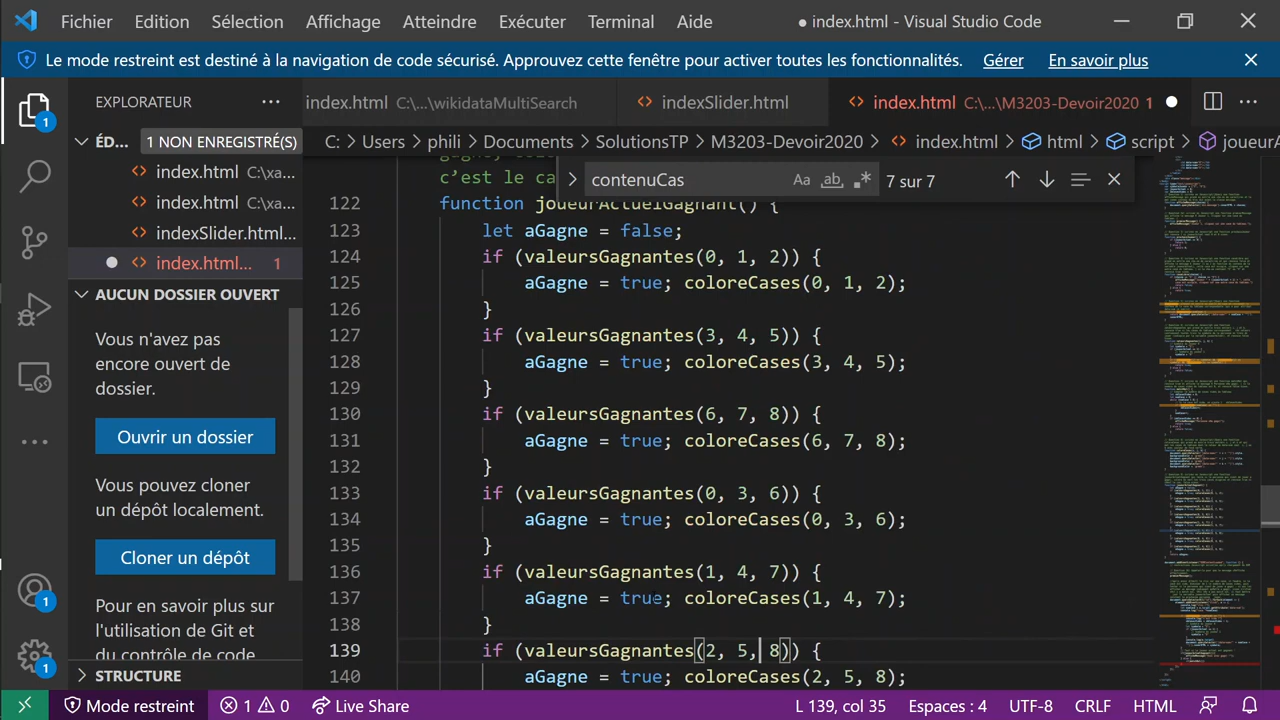 Fichier Edition Sélection Affichage Atteindre Exécuter Terminal Aide ● index.html - Visual Studio Code
Le mode restreint est destiné à la navigation de code sécurisé. Approuvez cette fenêtre pour activer toutes les fonctionnalités. Gérer En savoir plus
EXPLORATEUR
index.html C:\...\wikidataMultiSearch
indexSlider.html
index.html C:\...\M3203-Devoir2020 1
ÉD... 1 NON ENREGISTRÉ(S)
index.html C:\xa...
index.html C:\xa...
indexSlider.html...
index.html... 1
AUCUN DOSSIER OUVERT
Vous n'avez pas
encore ouvert de
dossier.
Ouvrir un dossier
Vous pouvez cloner
un dépôt localement.
Cloner un dépôt
Pour en savoir plus sur
l'utilisation de Git et
du contrôle de code
STRUCTURE
C: > Users > phili > Documents > SolutionsTP > M3203-Devoir2020 > index.html > html > script > joueurA
contenuCas Aa ab .* 7 sur 7
c’est le ca
122 function joueurActifGagnant() {
123 aGagne = false;
124 if (valeursGagnantes(0, 1, 2)) {
125 aGagne = true; coloreCases(0, 1, 2);
126 }
127 if (valeursGagnantes(3, 4, 5)) {
128 aGagne = true; coloreCases(3, 4, 5);
129 }
130 if (valeursGagnantes(6, 7, 8)) {
131 aGagne = true; coloreCases(6, 7, 8);
132 }
133 if (valeursGagnantes(0, 3, 6)) {
134 aGagne = true; coloreCases(0, 3, 6);
135 }
136 if (valeursGagnantes(1, 4, 7)) {
137 aGagne = true; coloreCases(1, 4, 7);
138 }
139 if (valeursGagnantes(2, 5, 8)) {
140 aGagne = true; coloreCases(2, 5, 8);
1
1
1
Mode restreint 1 0 Live Share L 139, col 35 Espaces : 4 UTF-8 CRLF HTML